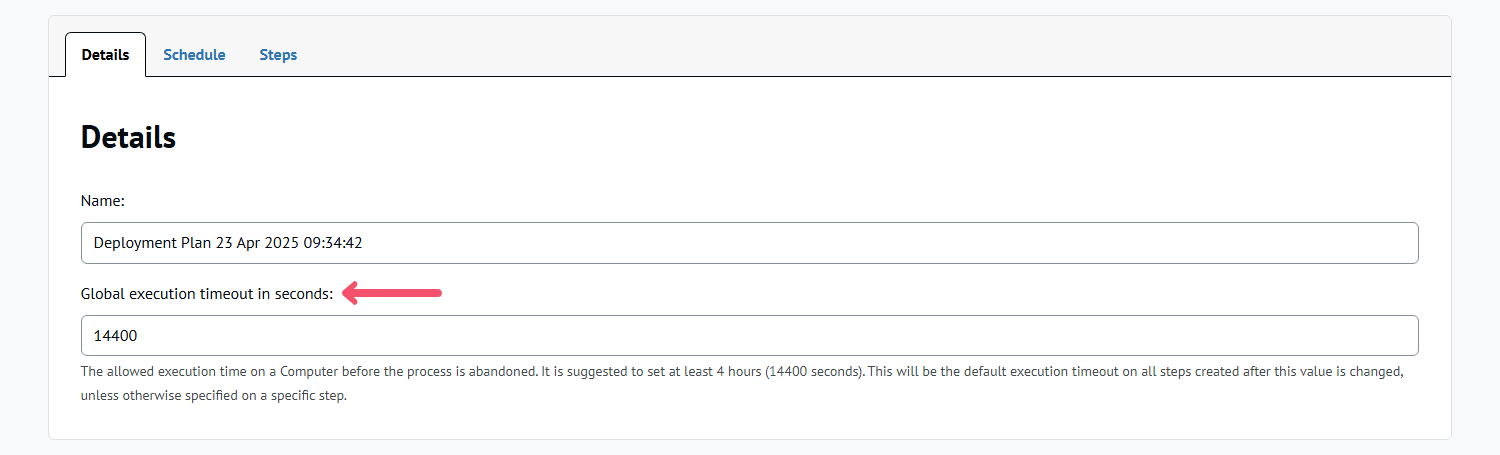 Details Schedule Steps
Details
Name:
Deployment Plan 23 Apr 2025 09:34:42
Global execution timeout in seconds:
14400
The allowed execution time on a Computer before the process is abandoned. It is suggested to set at least 4 hours (14400 seconds). This will be the default execution timeout on all steps created after this value is changed,
unless otherwise specified on a specific step.